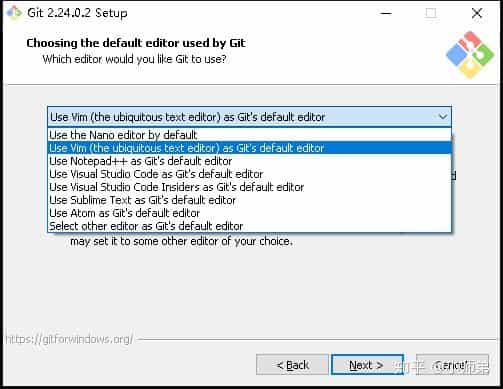 Git 2.24.0.2 Setup
Choosing the default editor used by Git
Which editor would you like Git to use?
Use Vim (the ubiquitous text editor) as Git's default editor
Use the Nano editor by default
Use Vim (the ubiquitous text editor) as Git's default editor
Use Notepad++ as Git's default editor
Use Visual Studio Code as Git's default editor
Use Visual Studio Code Insiders as Git's default editor
Use Sublime Text as Git's default editor
Use Atom as Git's default editor
Select other editor as Git's default editor
may set it to some other editor of your choice.
https://gitforwindows.org/
< Back
Next >
Cancel
知乎